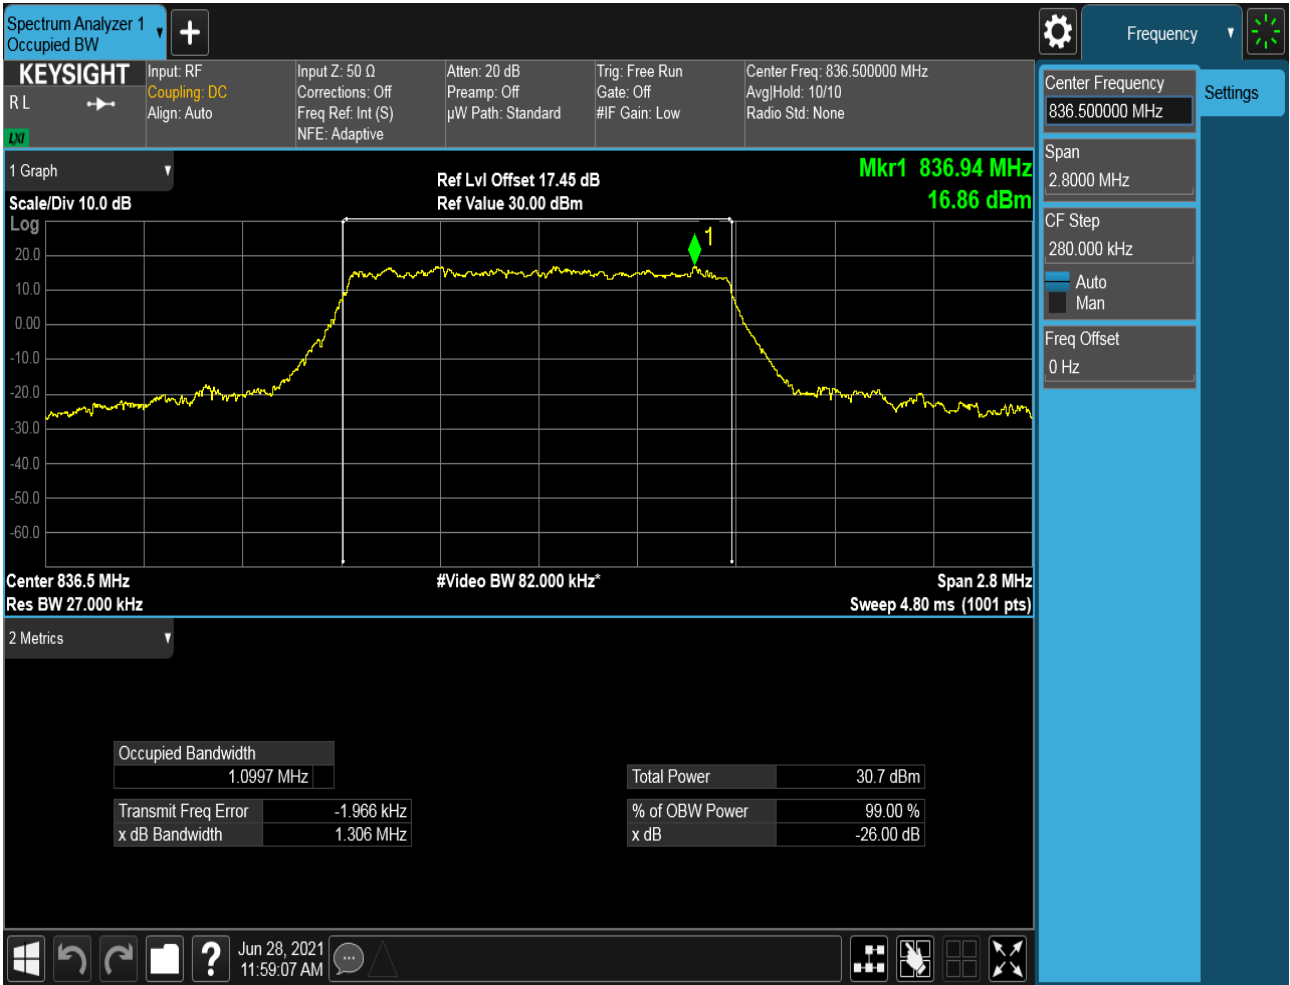 Spectrum Analyzer 1
Occupied BW
Frequency
KEYSIGHT
R L
LXI
Input: RF
Coupling: DC
Align: Auto
Input Z: 50 Ω
Corrections: Off
Freq Ref: Int (S)
NFE: Adaptive
Atten: 20 dB
Preamp: Off
µW Path: Standard
Trig: Free Run
Gate: Off
#IF Gain: Low
Center Freq: 836.500000 MHz
Avg|Hold: 10/10
Radio Std: None
Center Frequency
836.500000 MHz
Settings
Span
2.8000 MHz
CF Step
280.000 kHz
Auto
Man
Freq Offset
0 Hz
1 Graph
Scale/Div 10.0 dB
Log
Ref Lvl Offset 17.45 dB
Ref Value 30.00 dBm
Mkr1 836.94 MHz
16.86 dBm
1
20.0
10.0
0.00
-10.0
-20.0
-30.0
-40.0
-50.0
-60.0
Center 836.5 MHz
#Video BW 82.000 kHz*
Span 2.8 MHz
Res BW 27.000 kHz
Sweep 4.80 ms (1001 pts)
2 Metrics
Occupied Bandwidth
1.0997 MHz
Transmit Freq Error -1.966 kHz
x dB Bandwidth 1.306 MHz
Total Power 30.7 dBm
% of OBW Power 99.00 %
x dB -26.00 dB
?
Jun 28, 2021
11:59:07 AM